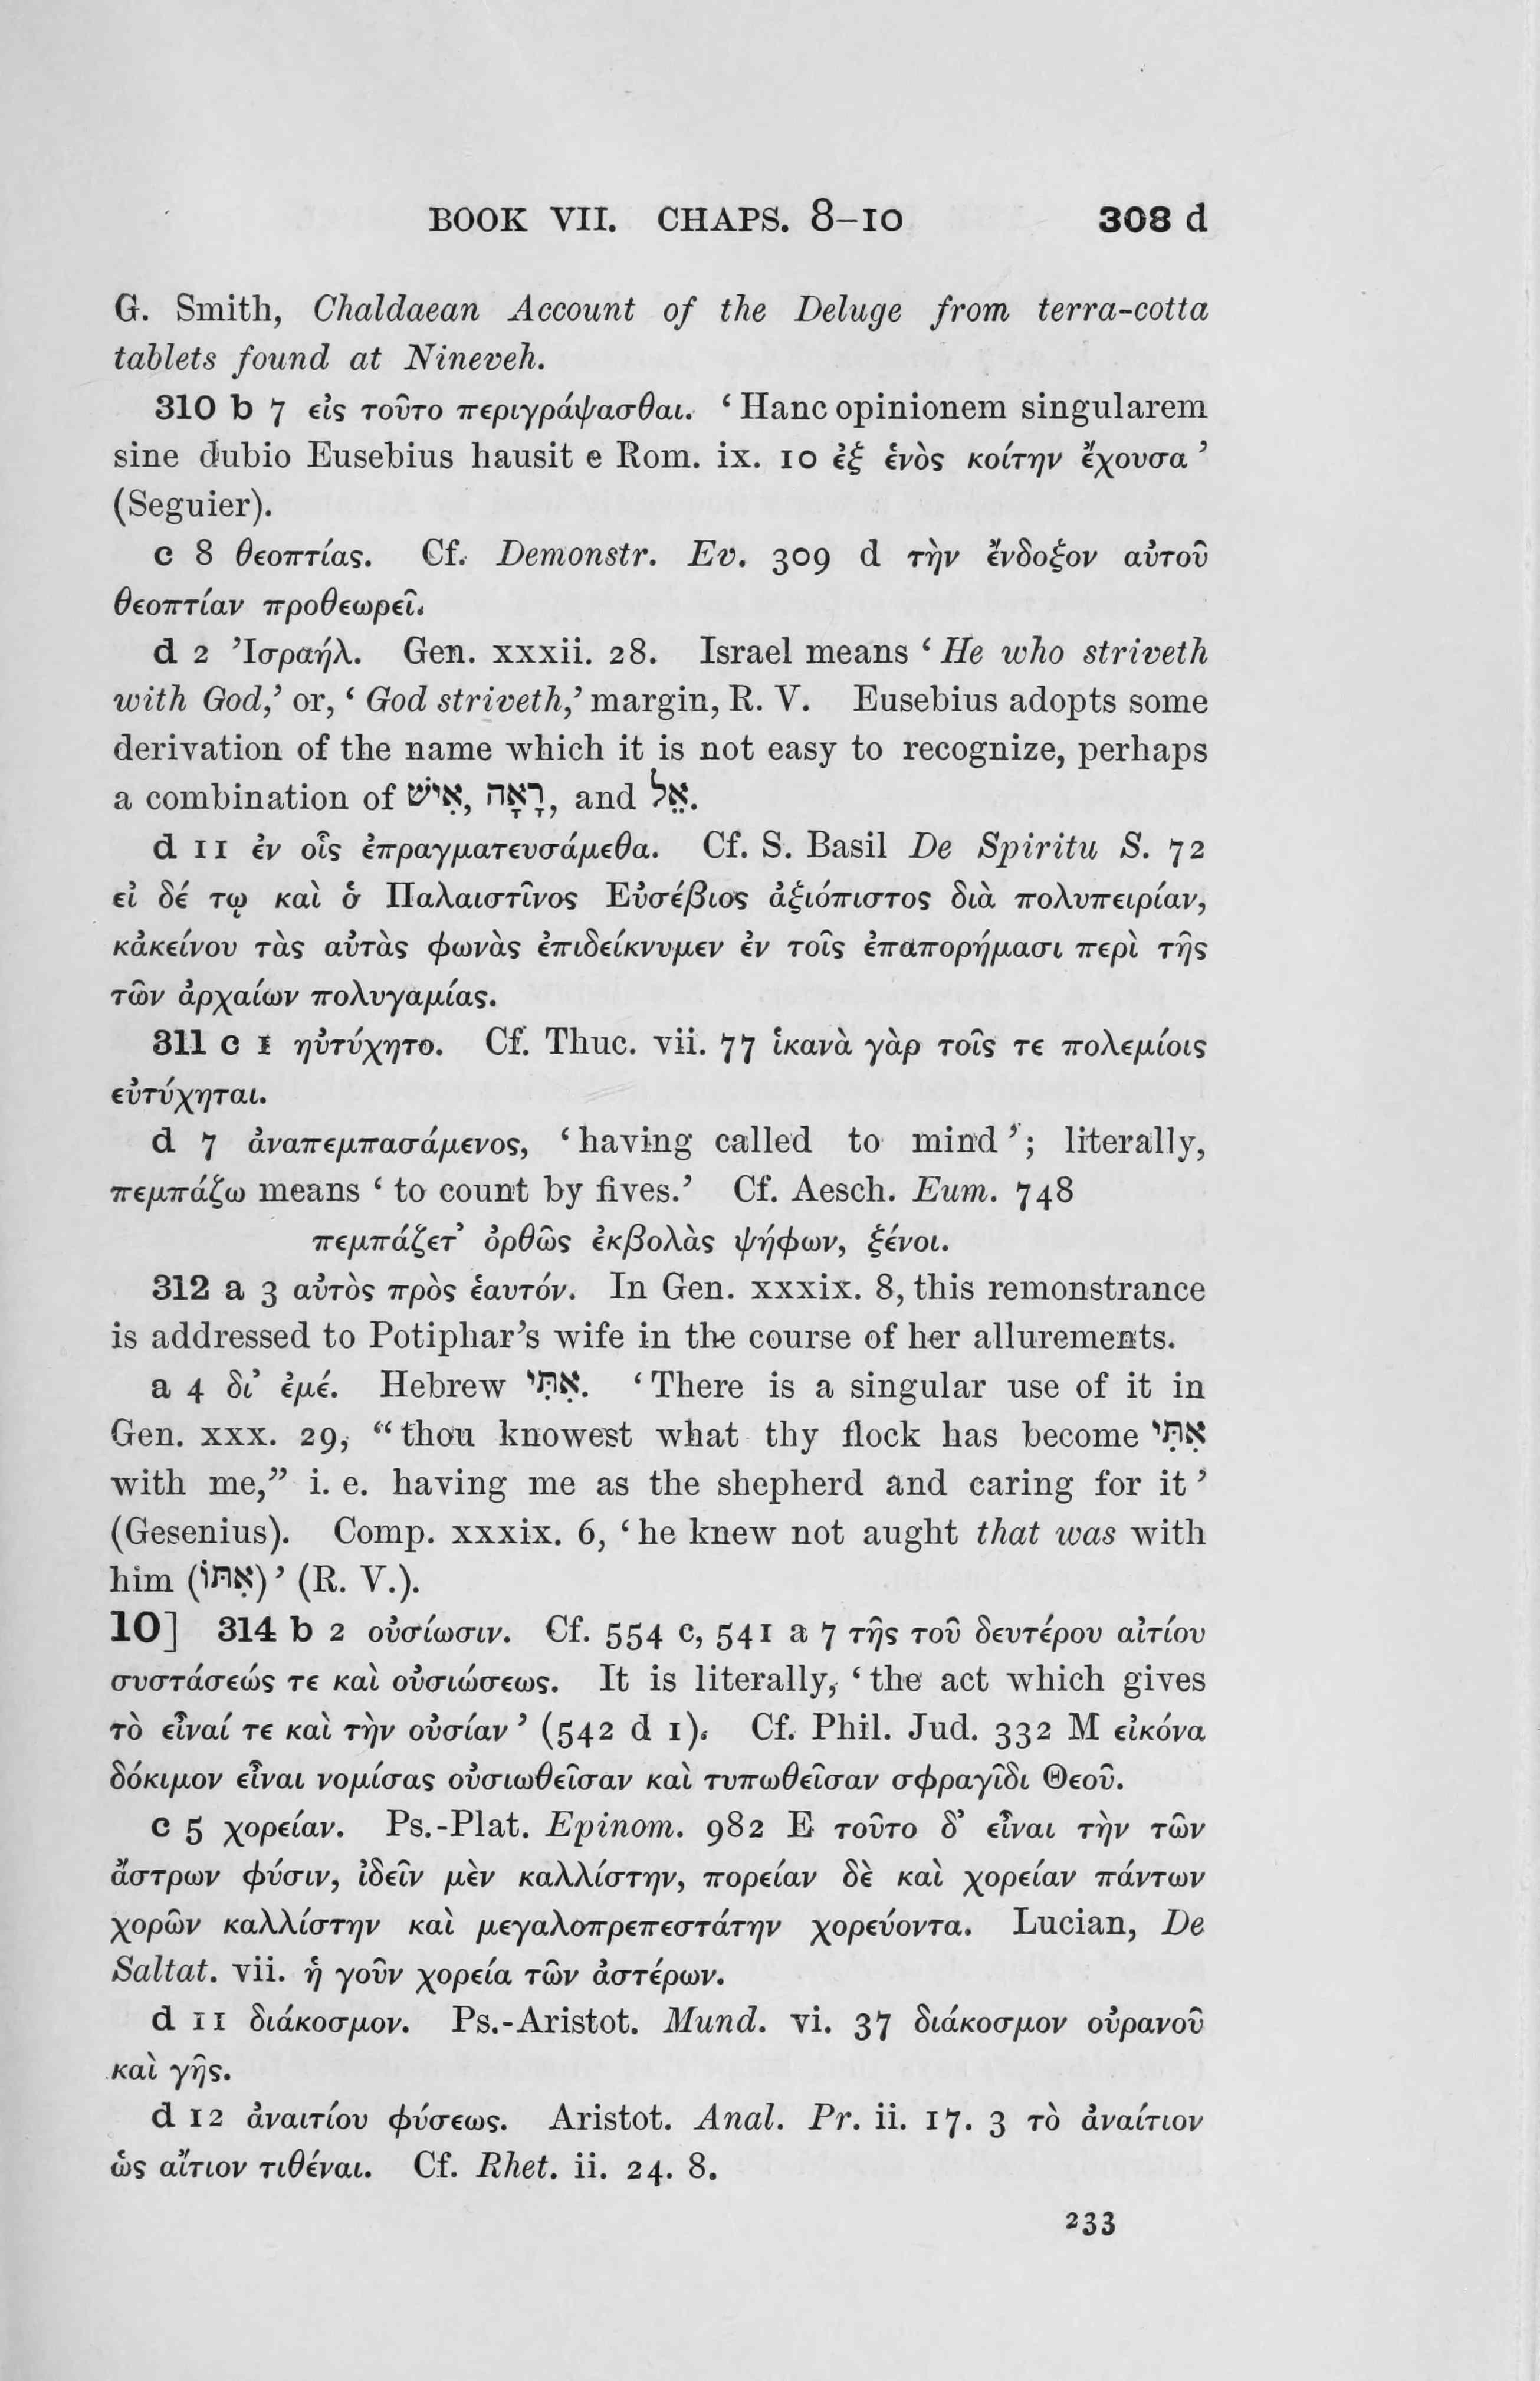 BOOK VII. CHAPS. 8–10 308 d
G. Smith, Chaldaean Account of the Deluge from terra-cotta
tablets found at Nineveh.
310 b 7 εἰς τοῦτο περιγράψασθαι. ‘Hanc opinionem singularem
sine dubio Eusebius hausit e Rom. ix. 10 ἐξ ἑνὸς κοίτην ἔχουσα’
(Seguier).
c 8 θεοπτίας. Cf. Demonstr. Ev. 309 d τὴν ἔνδοξον αὐτοῦ
θεοπτίαν προθεωρεῖ.
d 2 Ἰσραήλ. Gen. xxxii. 28. Israel means ‘He who striveth
with God,’ or, ‘God striveth,’ margin, R. V. Eusebius adopts some
derivation of the name which it is not easy to recognize, perhaps
a combination of אִישׁ, רָאָה, and אֵל.
d 11 ἐν οἷς ἐπραγματευσάμεθα. Cf. S. Basil De Spiritu S. 72
εἰ δέ τῳ καὶ ὁ Παλαιστῖνος Εὐσέβιος ἀξιόπιστος διὰ πολυπειρίαν,
κἀκείνου τὰς αὐτὰς φωνὰς ἐπιδείκνυμεν ἐν τοῖς ἐπαπορήμασι περὶ τῆς
τῶν ἀρχαίων πολυγαμίας.
311 c 1 ηὐτύχητο. Cf. Thuc. vii. 77 ἱκανὰ γὰρ τοῖς τε πολεμίοις
εὐτύχηται.
d 7 ἀναπεμπασάμενος, ‘having called to mind’; literally,
πεμπάζω means ‘to count by fives.’ Cf. Aesch. Eum. 748
πεμπάζετ’ ὀρθῶς ἐκβολὰς ψήφων, ξένοι.
312 a 3 αὐτὸς πρὸς ἑαυτόν. In Gen. xxxix. 8, this remonstrance
is addressed to Potiphar’s wife in the course of her allurements.
a 4 δι’ ἐμέ. Hebrew אִתִּי. ‘There is a singular use of it in
Gen. xxx. 29, “thou knowest what thy flock has become אִתִּי
with me,” i. e. having me as the shepherd and caring for it’
(Gesenius). Comp. xxxix. 6, ‘he knew not aught that was with
him (אִתּוֹ)’ (R. V.).
10] 314 b 2 οὐσίωσιν. Cf. 554 c, 541 a 7 τῆς τοῦ δευτέρου αἰτίου
συστάσεώς τε καὶ οὐσιώσεως. It is literally, ‘the act which gives
τὸ εἶναί τε καὶ τὴν οὐσίαν’ (542 d 1). Cf. Phil. Jud. 332 M εἰκόνα
δόκιμον εἶναι νομίσας οὐσιωθεῖσαν καὶ τυπωθεῖσαν σφραγῖδι Θεοῦ.
c 5 χορείαν. Ps.-Plat. Epinom. 982 E τοῦτο δ’ εἶναι τὴν τῶν
ἄστρων φύσιν, ἰδεῖν μὲν καλλίστην, πορείαν δὲ καὶ χορείαν πάντων
χορῶν καλλίστην καὶ μεγαλοπρεπεστάτην χορεύοντα. Lucian, De
Saltat. vii. ἡ γοῦν χορεία τῶν ἀστέρων.
d 11 διάκοσμον. Ps.-Aristot. Mund. vi. 37 διάκοσμον οὐρανοῦ
καὶ γῆς.
d 12 ἀναιτίου φύσεως. Aristot. Anal. Pr. ii. 17. 3 τὸ ἀναίτιον
ὡς αἴτιον τιθέναι. Cf. Rhet. ii. 24. 8.
233